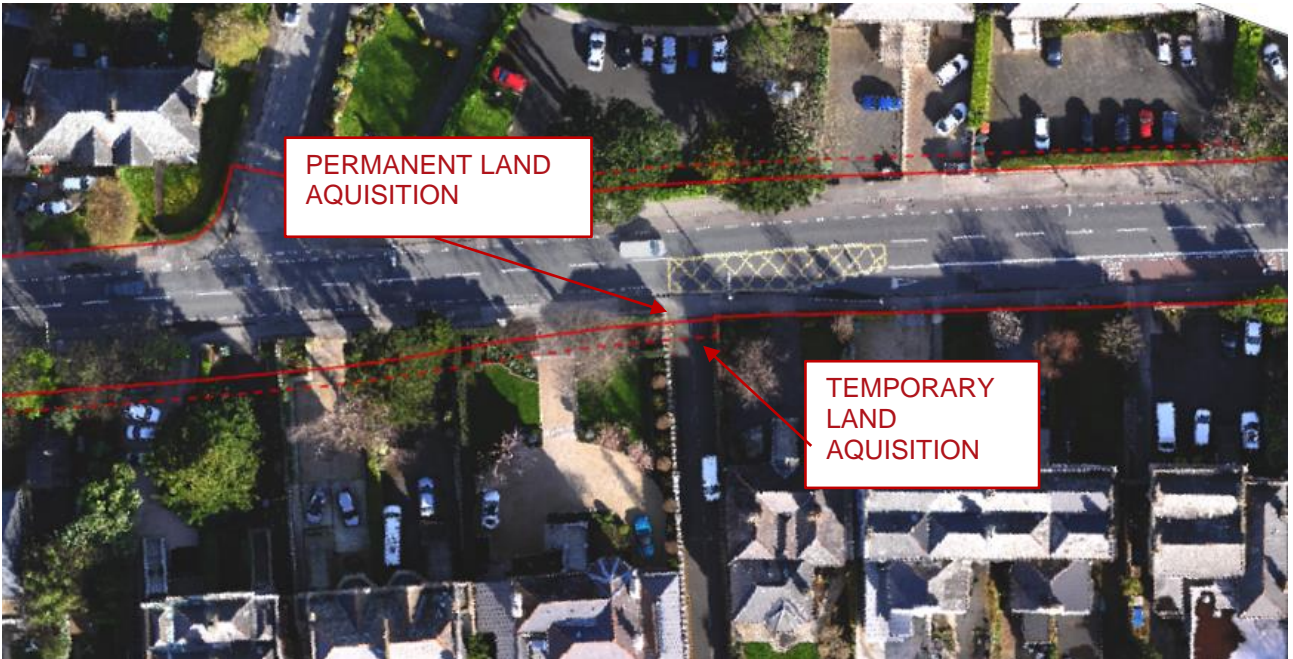 PERMANENT LAND
AQUISITION
TEMPORARY
LAND
AQUISITION